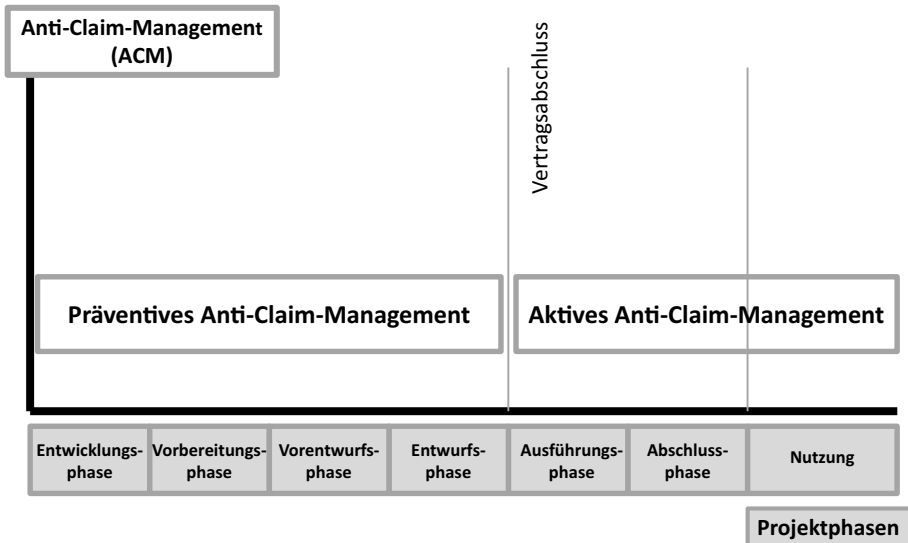 Anti-Claim-Management
(ACM)
Vertragsabschluss
Präventives Anti-Claim-Management
Aktives Anti-Claim-Management
Entwicklungs-
phase
Vorbereitungs-
phase
Vorentwurfs-
phase
Entwurfs-
phase
Ausführungs-
phase
Abschluss-
phase
Nutzung
Projektphasen